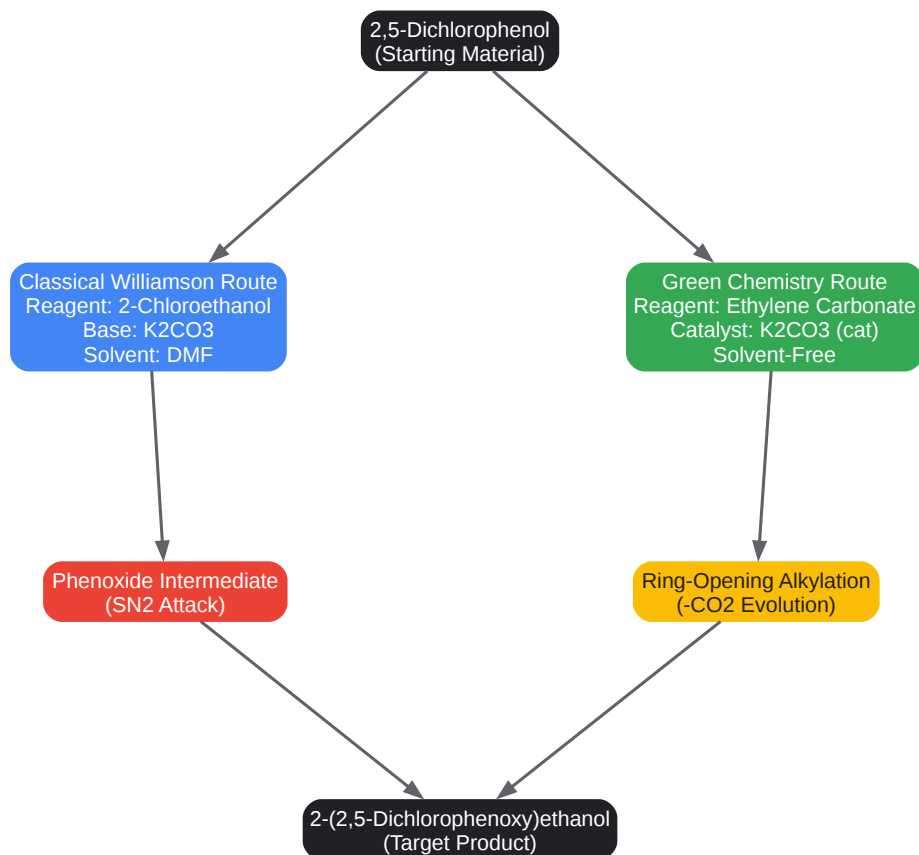 2,5-Dichlorophenol
(Starting Material)
Classical Williamson Route
Reagent: 2-Chloroethanol
Base: K2CO3
Solvent: DMF
Green Chemistry Route
Reagent: Ethylene Carbonate
Catalyst: K2CO3 (cat)
Solvent-Free
Phenoxide Intermediate
(SN2 Attack)
Ring-Opening Alkylation
(-CO2 Evolution)
2-(2,5-Dichlorophenoxy)ethanol
(Target Product)